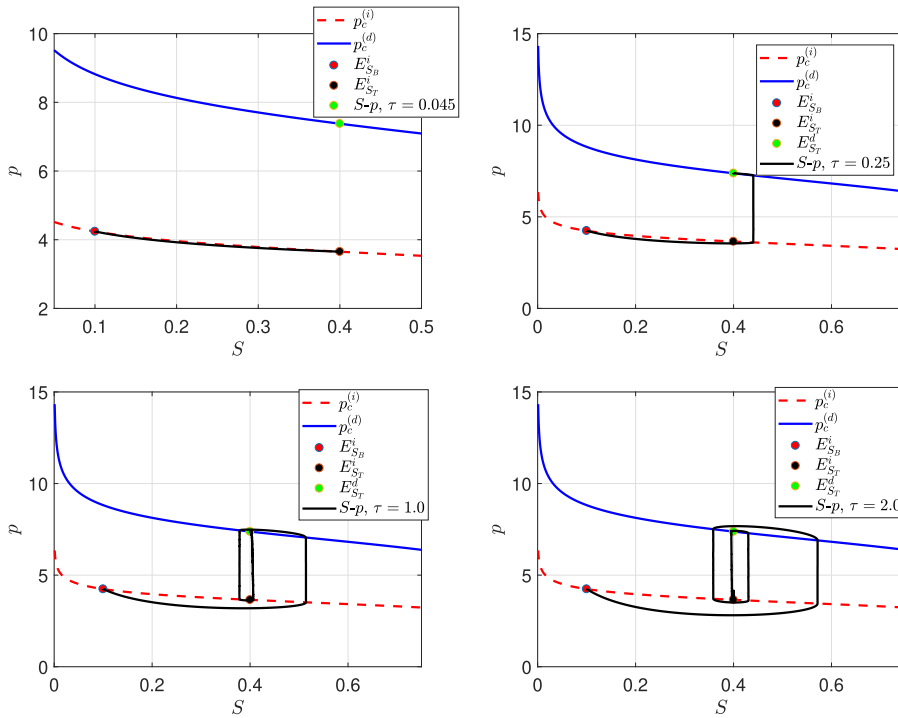 p_c^{(i)}
p_c^{(d)}
E^i_{S_B}
E^i_{S_T}
S-p, τ = 0.045
10
8
6
4
2
p
0.1
0.2
0.3
0.4
0.5
S
p_c^{(i)}
p_c^{(d)}
E^i_{S_B}
E^i_{S_T}
E^d_{S_T}
S-p, τ = 0.25
15
10
5
0
p
0
0.2
0.4
0.6
S
p_c^{(i)}
p_c^{(d)}
E^i_{S_B}
E^i_{S_T}
E^d_{S_T}
S-p, τ = 1.0
15
10
5
0
p
0
0.2
0.4
0.6
S
p_c^{(i)}
p_c^{(d)}
E^i_{S_B}
E^i_{S_T}
E^d_{S_T}
S-p, τ = 2.0
15
10
5
0
p
0
0.2
0.4
0.6
S